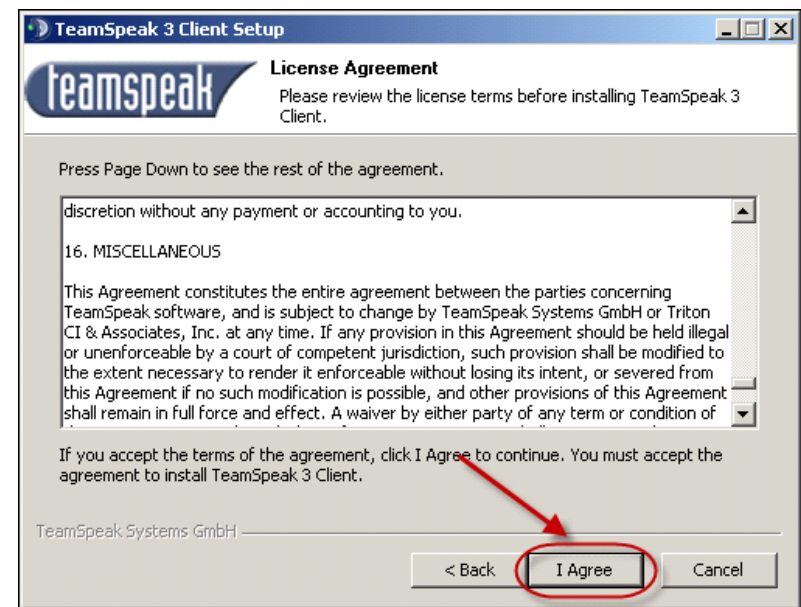 TeamSpeak 3 Client Setup
teamspeak
License Agreement
Please review the license terms before installing TeamSpeak 3
Client.
Press Page Down to see the rest of the agreement.
discretion without any payment or accounting to you.
16. MISCELLANEOUS
This Agreement constitutes the entire agreement between the parties concerning
TeamSpeak software, and is subject to change by TeamSpeak Systems GmbH or Triton
CI & Associates, Inc. at any time. If any provision in this Agreement should be held illegal
or unenforceable by a court of competent jurisdiction, such provision shall be modified to
the extent necessary to render it enforceable without losing its intent, or severed from
this Agreement if no such modification is possible, and other provisions of this Agreement
shall remain in full force and effect. A waiver by either party of any term or condition of
If you accept the terms of the agreement, click I Agree to continue. You must accept the
agreement to install TeamSpeak 3 Client.
TeamSpeak Systems GmbH
< Back
I Agree
Cancel